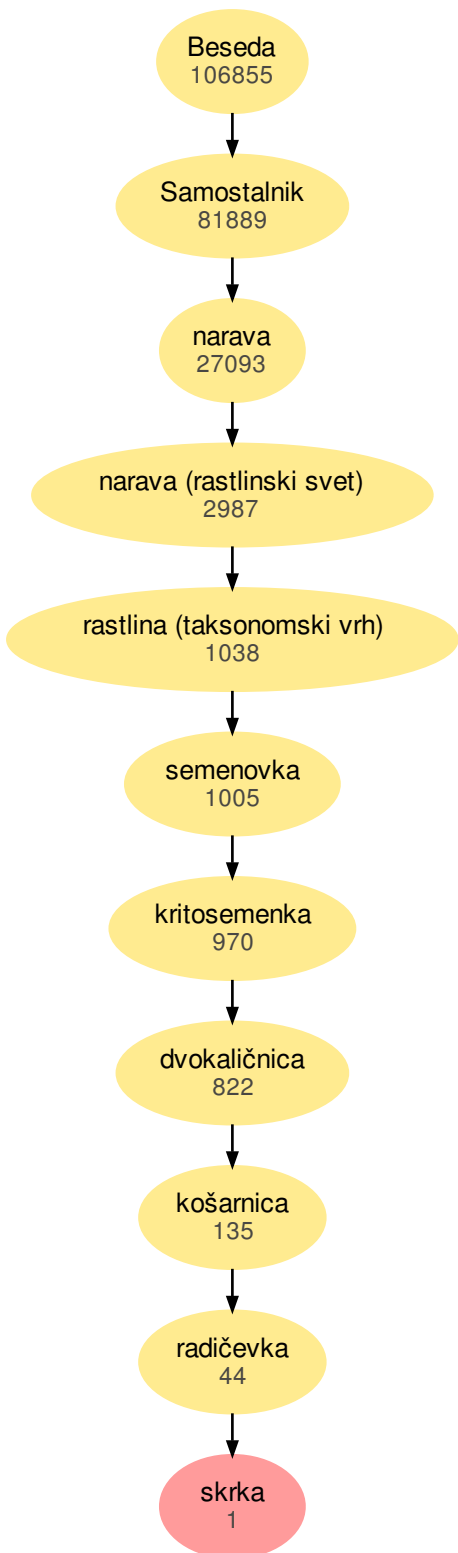 Beseda
106855
Samostalnik
81889
narava
27093
narava (rastlinski svet)
2987
rastlina (taksonomski vrh)
1038
semenovka
1005
kritosemenka
970
dvokaličnica
822
košarnica
135
radičevka
44
skrka
1